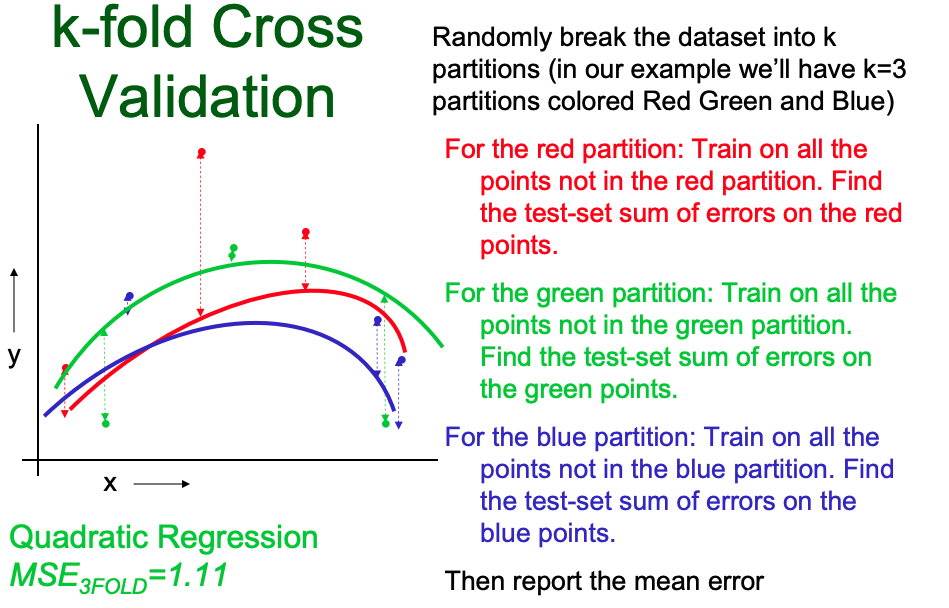 k-fold Cross
Validation
Randomly break the dataset into k
partitions (in our example we’ll have k=3
partitions colored Red Green and Blue)
For the red partition: Train on all the
points not in the red partition. Find
the test-set sum of errors on the red
points.
For the green partition: Train on all the
points not in the green partition.
Find the test-set sum of errors on
the green points.
For the blue partition: Train on all the
points not in the blue partition. Find
the test-set sum of errors on the
blue points.
Then report the mean error
y
x
Quadratic Regression
MSE3FOLD=1.11